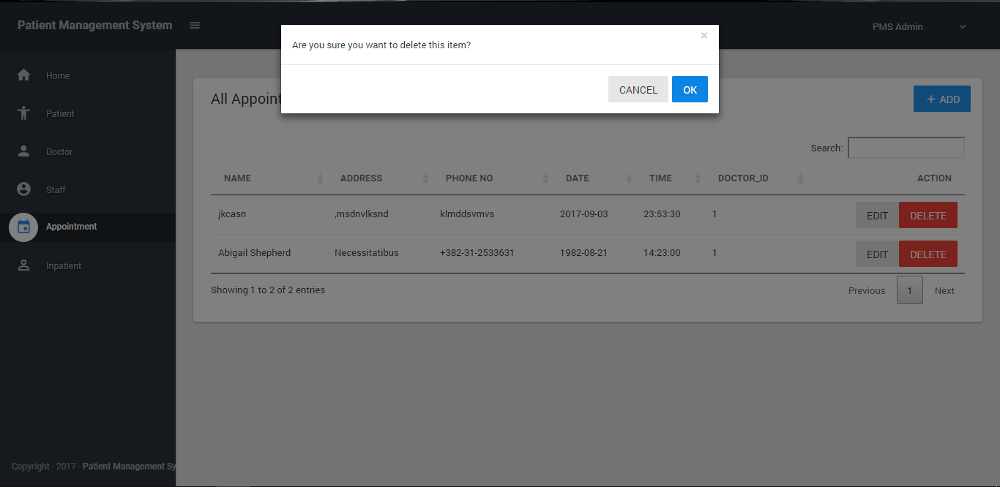 Patient Management System
PMS Admin
Are you sure you want to delete this item?
×
CANCEL OK
Home
Patient
Doctor
Staff
Appointment
Inpatient
All Appoint
+ ADD
Search:
NAME ADDRESS PHONE NO DATE TIME DOCTOR_ID ACTION
jkcasn ,msdnvlksnd klmddsvmvs 2017-09-03 23:53:30 1 EDIT DELETE
Abigail Shepherd Necessitatibus +382-31-2533631 1982-08-21 14:23:00 1 EDIT DELETE
Showing 1 to 2 of 2 entries
Previous 1 Next
Copyright · 2017 · Patient Management Sy